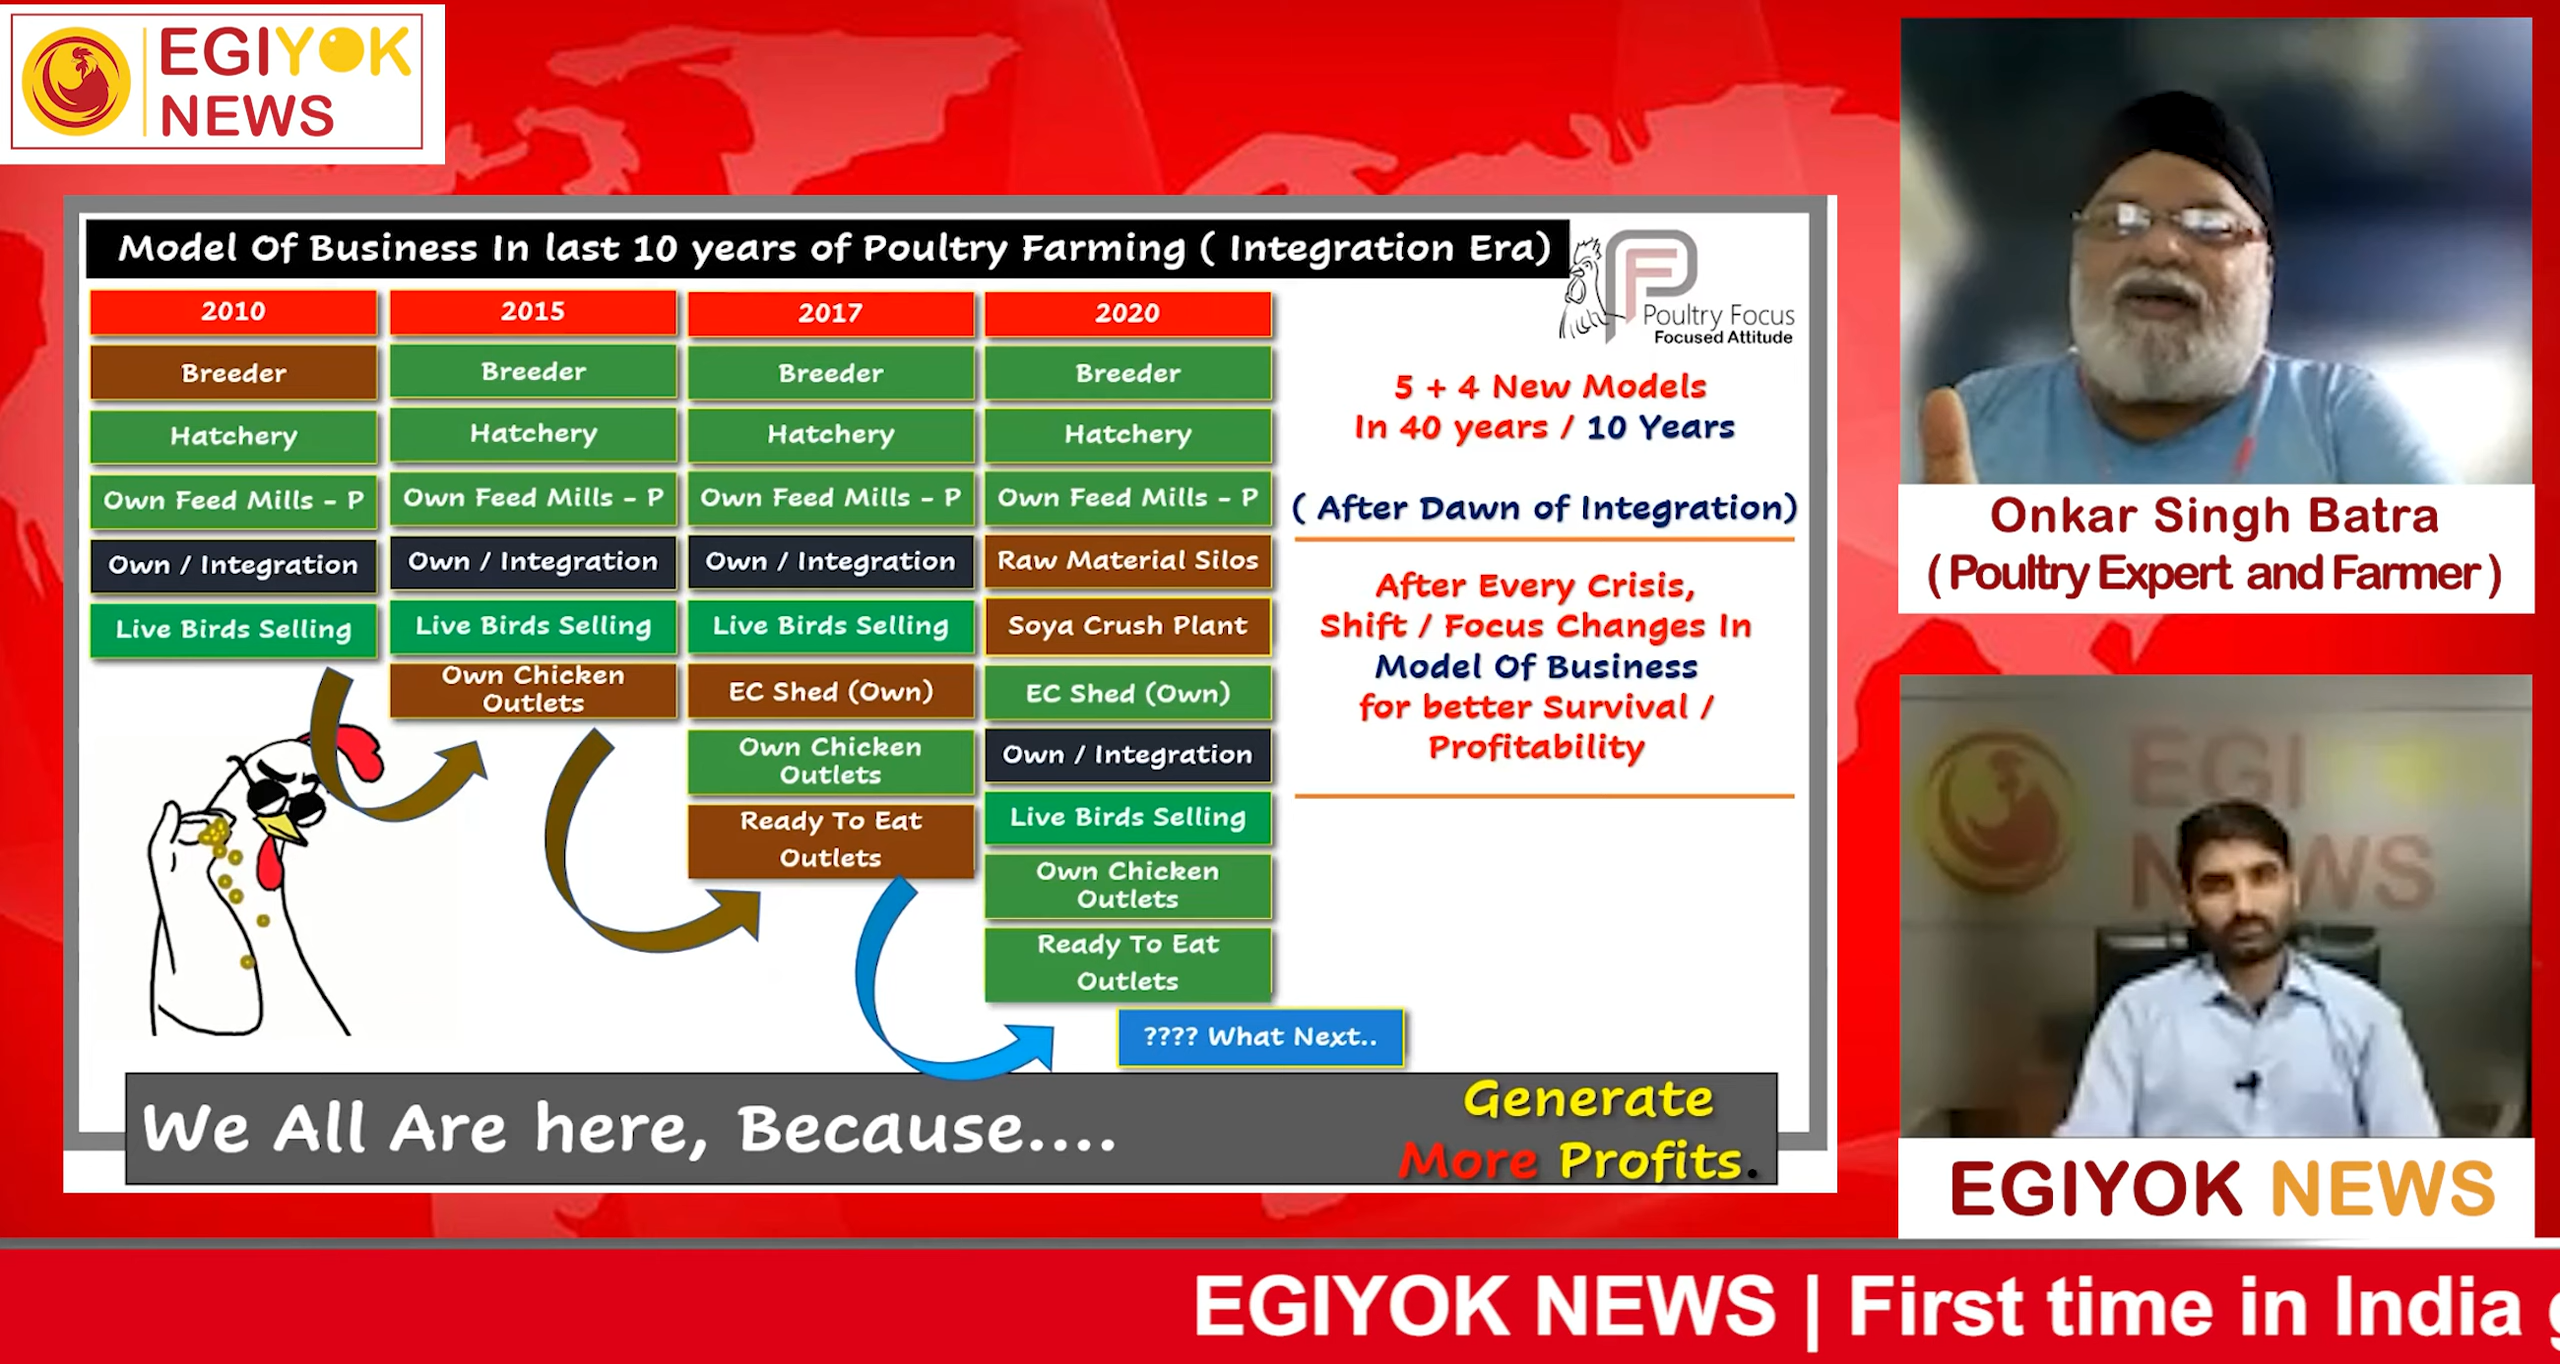 EGIYOK
NEWS
Model Of Business In last 10 years of Poultry Farming ( Integration Era)
Poultry Focus
Focused Attitude
2010
Breeder
Hatchery
Own Feed Mills - P
Own / Integration
Live Birds Selling
2015
Breeder
Hatchery
Own Feed Mills - P
Own / Integration
Live Birds Selling
Own Chicken
Outlets
2017
Breeder
Hatchery
Own Feed Mills - P
Own / Integration
Live Birds Selling
EC Shed (Own)
Own Chicken
Outlets
Ready To Eat
Outlets
2020
Breeder
Hatchery
Own Feed Mills - P
Raw Material Silos
Soya Crush Plant
EC Shed (Own)
Own / Integration
Live Birds Selling
Own Chicken
Outlets
Ready To Eat
Outlets
???? What Next..
5 + 4 New Models
In 40 years / 10 Years
( After Dawn of Integration)
After Every Crisis,
Shift / Focus Changes In
Model Of Business
for better Survival /
Profitability
We All Are here, Because....
Generate
More Profits.
Onkar Singh Batra
( Poultry Expert and Farmer )
EGI
NEWS
EGIYOK NEWS
EGIYOK NEWS | First time in India